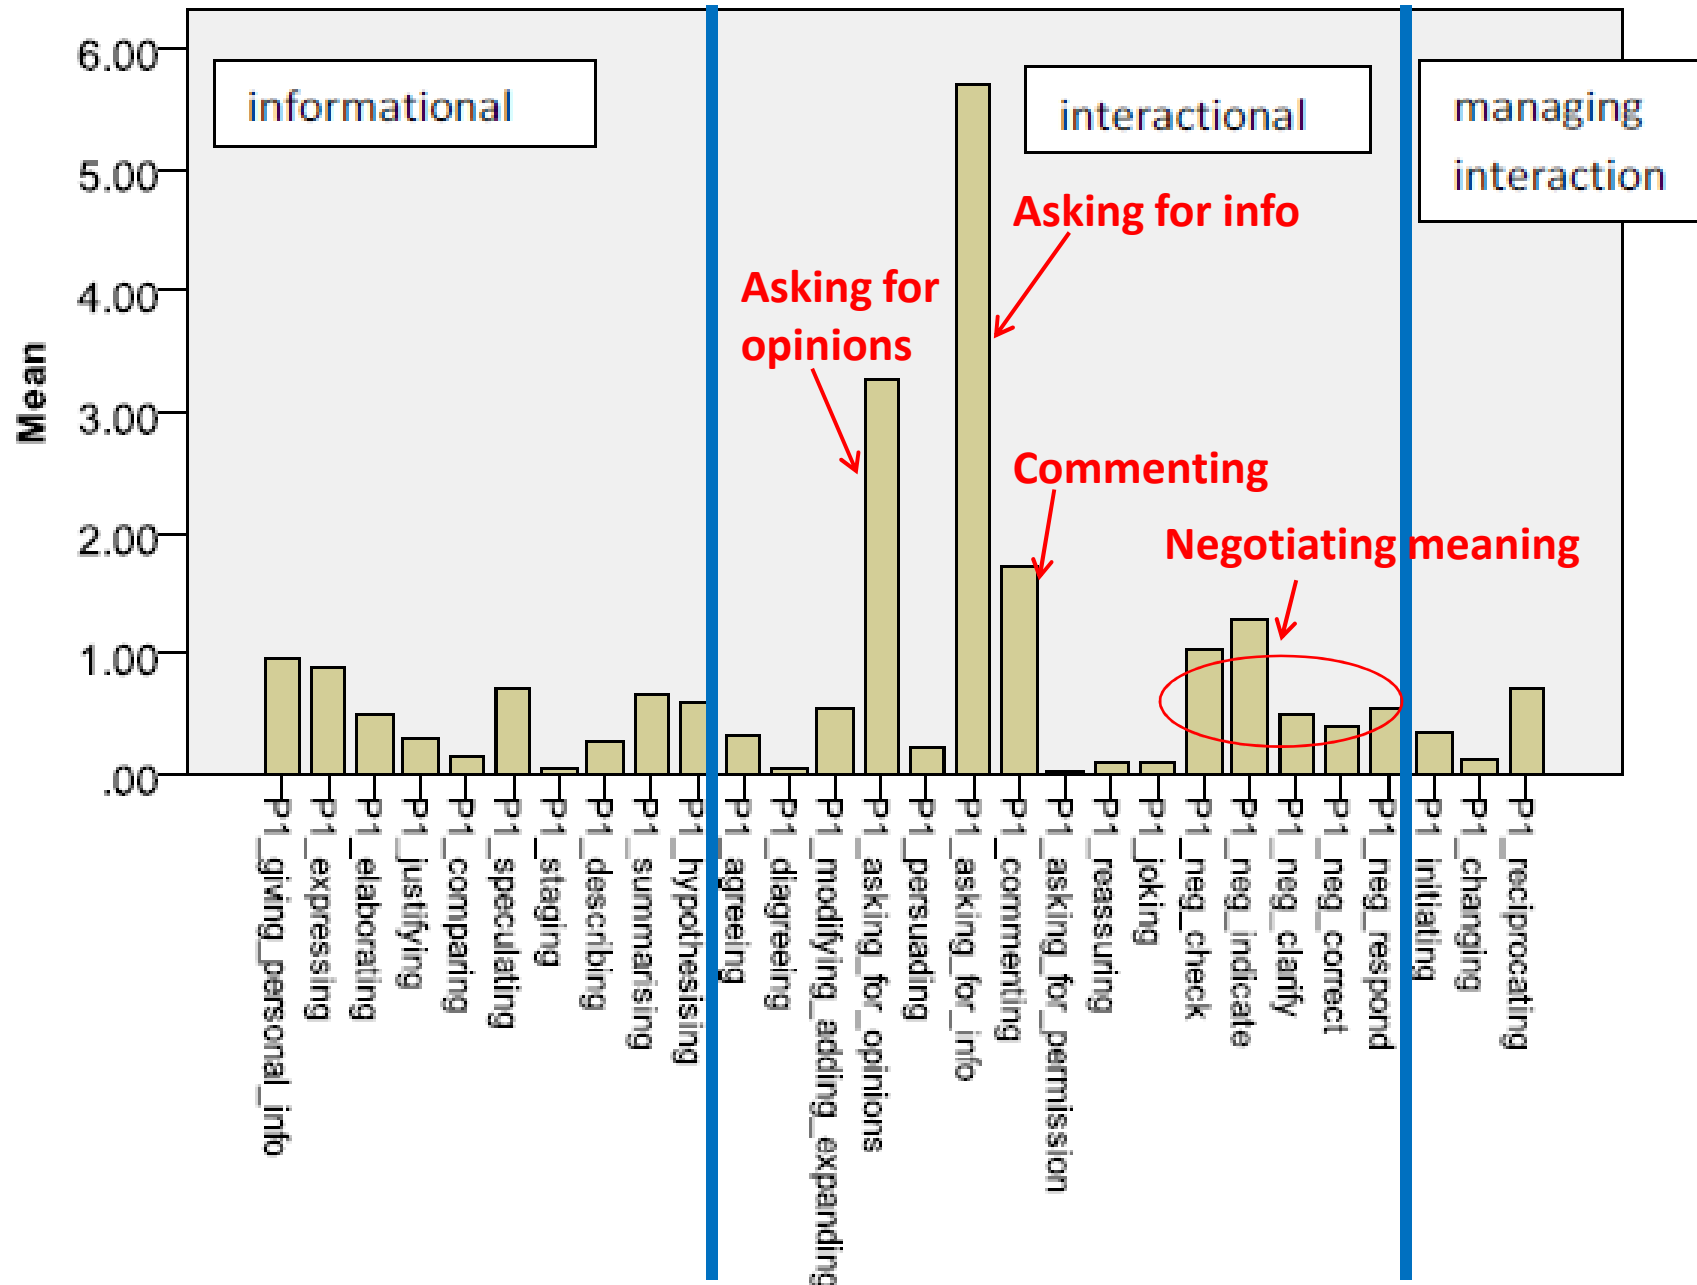 6.00
5.00
4.00
3.00
2.00
1.00
.00
Mean
informational
interactional
managing
interaction
Asking for info
Asking for
opinions
Commenting
Negotiating meaning
P1_giving_personal_info
P1_expressing
P1_elaborating
P1_justifying
P1_comparing
P1_speculating
P1_staging
P1_describing
P1_summarising
P1_hypothesising
P1_agreeing
P1_diagreeing
P1_modifying_adding_expanding
P1_asking_for_opinions
P1_persuading
P1_asking_for_info
P1_commenting
P1_asking_for_permission
P1_reassuring
P1_joking
P1_neg_check
P1_neg_indicate
P1_neg_clarify
P1_neg_correct
P1_neg_respond
P1_initiating
P1_changing
P1_reciprocating